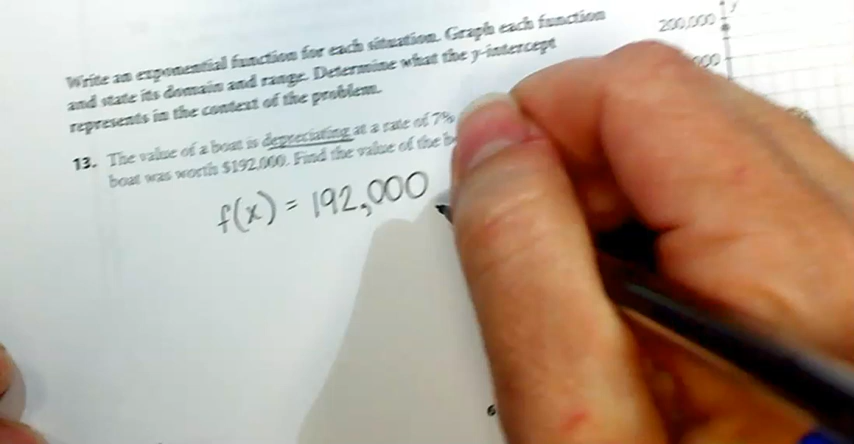 Write an exponential function for each situation. Graph each function
and state its domain and range. Determine what the y-intercept
represents in the context of the problem.
13. The value of a boat is depreciating at a rate of 7%
boat was worth $192,000. Find the value of the
f(x) = 192,000
200,000
y